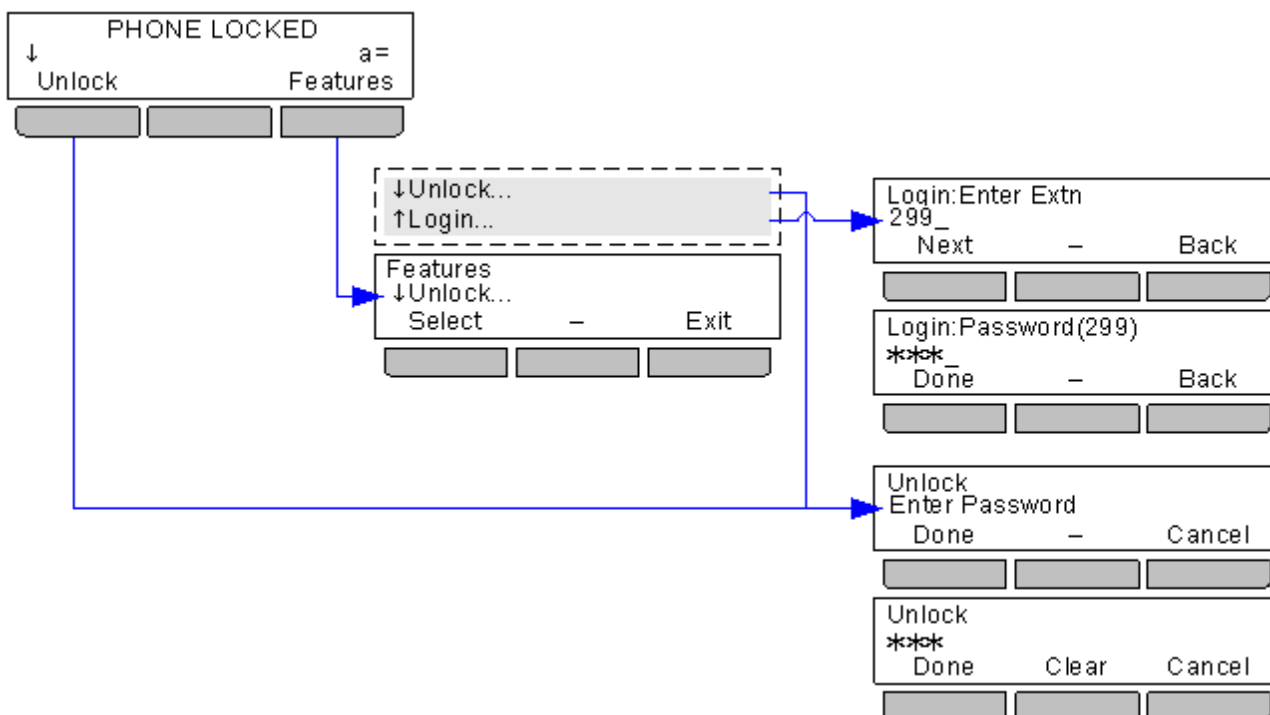 PHONE LOCKED
↓ a=
Unlock Features
↓Unlock...
↑Login...
Features
↓Unlock...
Select – Exit
Login:Enter Extn
299_
Next – Back
Login:Password(299)
***_
Done – Back
Unlock
Enter Password
Done – Cancel
Unlock
***
Done Clear Cancel